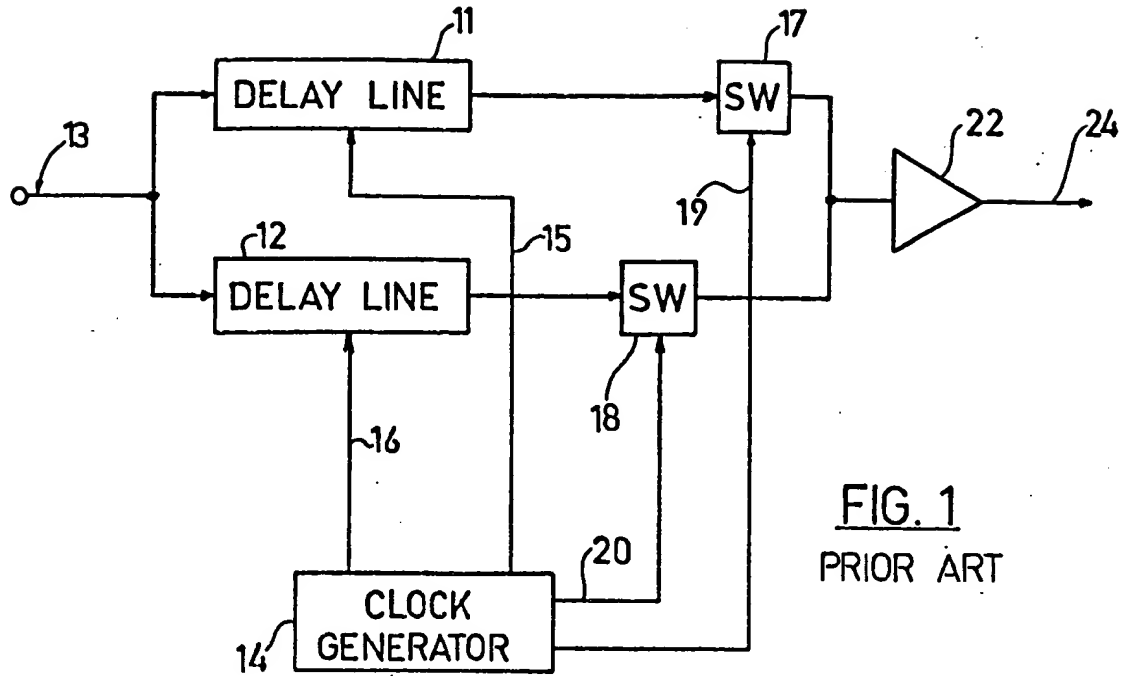 11
17
DELAY LINE
SW
13
22
24
19
12
15
DELAY LINE
SW
18
16
FIG. 1
PRIOR ART
20
CLOCK
GENERATOR
14